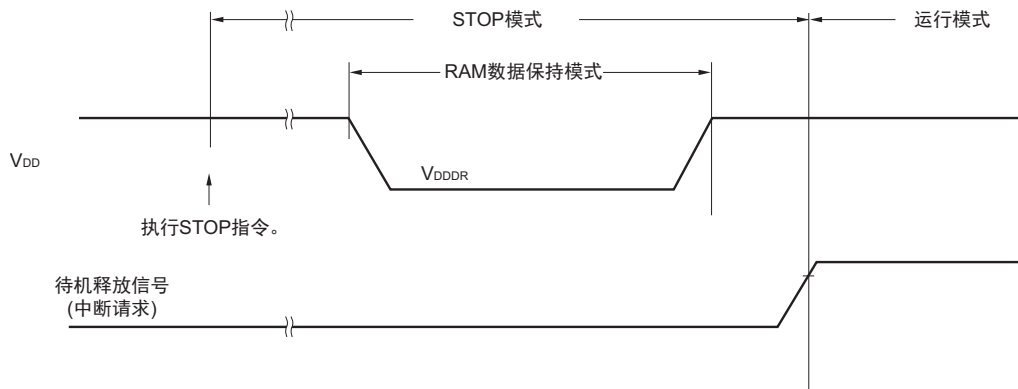 STOP模式
运行模式
RAM数据保持模式
VDD
VDDDR
执行STOP指令。
待机释放信号
(中断请求)